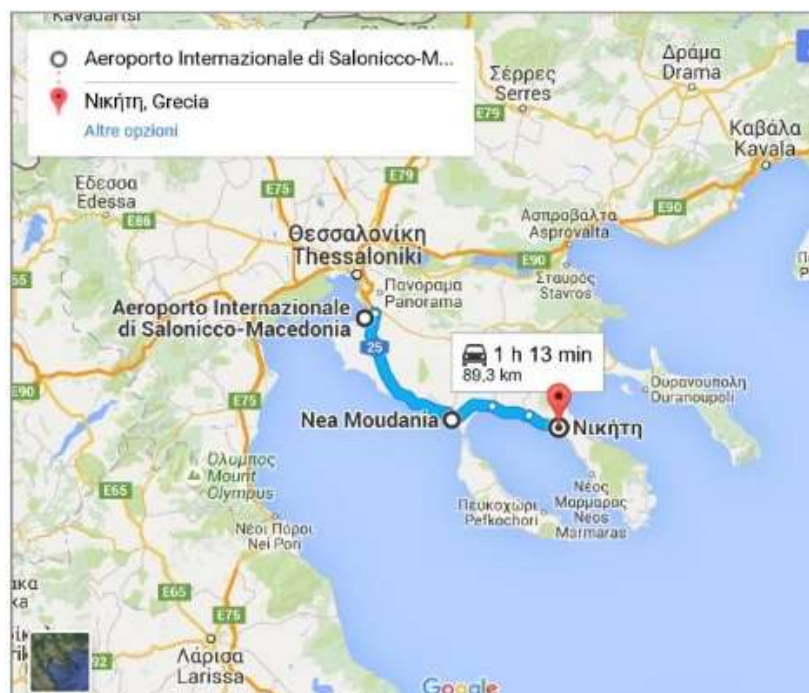 Kavadartsi
Aeroporto Internazionale di Salonicco-M...
Νικήτη, Grecia
Altre opzioni
Δράμα
Drama
Σέρρες
Serres
E79
Καβάλα
Kavala
E79
E75
Έδεσσα
Edessa
E86
Ασπροβάλτα
Asprovalta
E90
Θεσσαλονίκη
Thessaloniki
E90
Σταυρός
Stavros
Πανόραμα
Panorama
Aeroporto Internazionale
di Salonicco-Macedonia
25
1 h 13 min
89,3 km
E90
E75
Ουρανουπολη
Ouranoupoli
Nea Moudania
Νικήτη
Όλυμπος
Mount
Olympus
E65
Νέος
Μαρμαρας
Neos
Marmaras
Πευκοχώρι
Pefkochori
Νέοι Πόροι
Nei Pori
E65
E75
Λάρισα
Larissa
Google